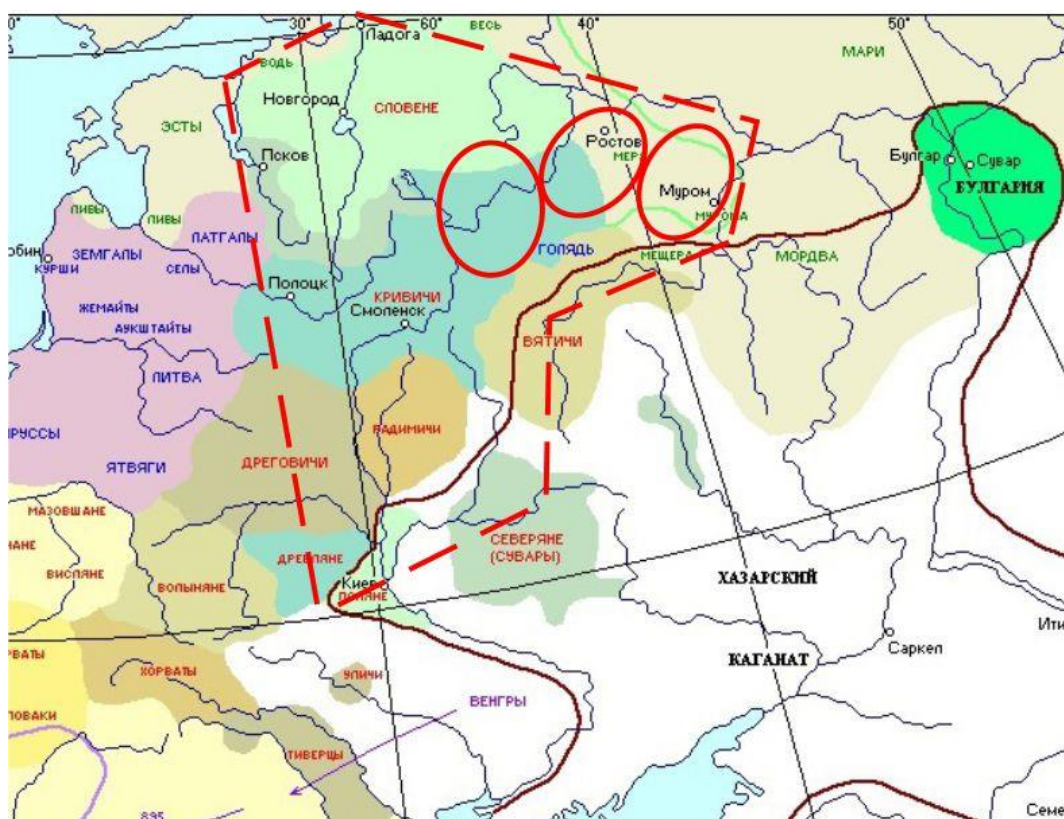 0°
30°
60°
40°
50°
ВЕСЬ
Ладога
ВОДЬ
МАРИ
Новгород
СЛОВЕНЕ
ЭСТЫ
Ростов
МЕРЯ
Псков
Булгар
Сувар
БУЛГАРИЯ
Муром
МУРОМА
ЛИВЫ
ЛИВЫ
ЛАТГАЛЫ
ЗЕМГАЛЫ
КУРШИ
СЕЛЫ
ГОЛЯДЬ
МЕЩЕРА
МОРДВА
Полоцк
КРИВИЧИ
Смоленск
ЖЕМАЙТЫ
АУКШТАЙТЫ
ВЯТИЧИ
ЛИТВА
РАДИМИЧИ
ДРЕГОВИЧИ
ЯТВЯГИ
МАЗОВШАНЕ
ВИСЛЯНЕ
ВОЛЫНЯНЕ
ДРЕВЛЯНЕ
СЕВЕРЯНЕ
(СУВАРЫ)
Киев
ПОЛЯНЕ
ХАЗАРСКИЙ
КАГАНАТ
Саркел
ХОРВАТЫ
УЛИЧИ
ВЕНГРЫ
ТИВЕРЦЫ
895